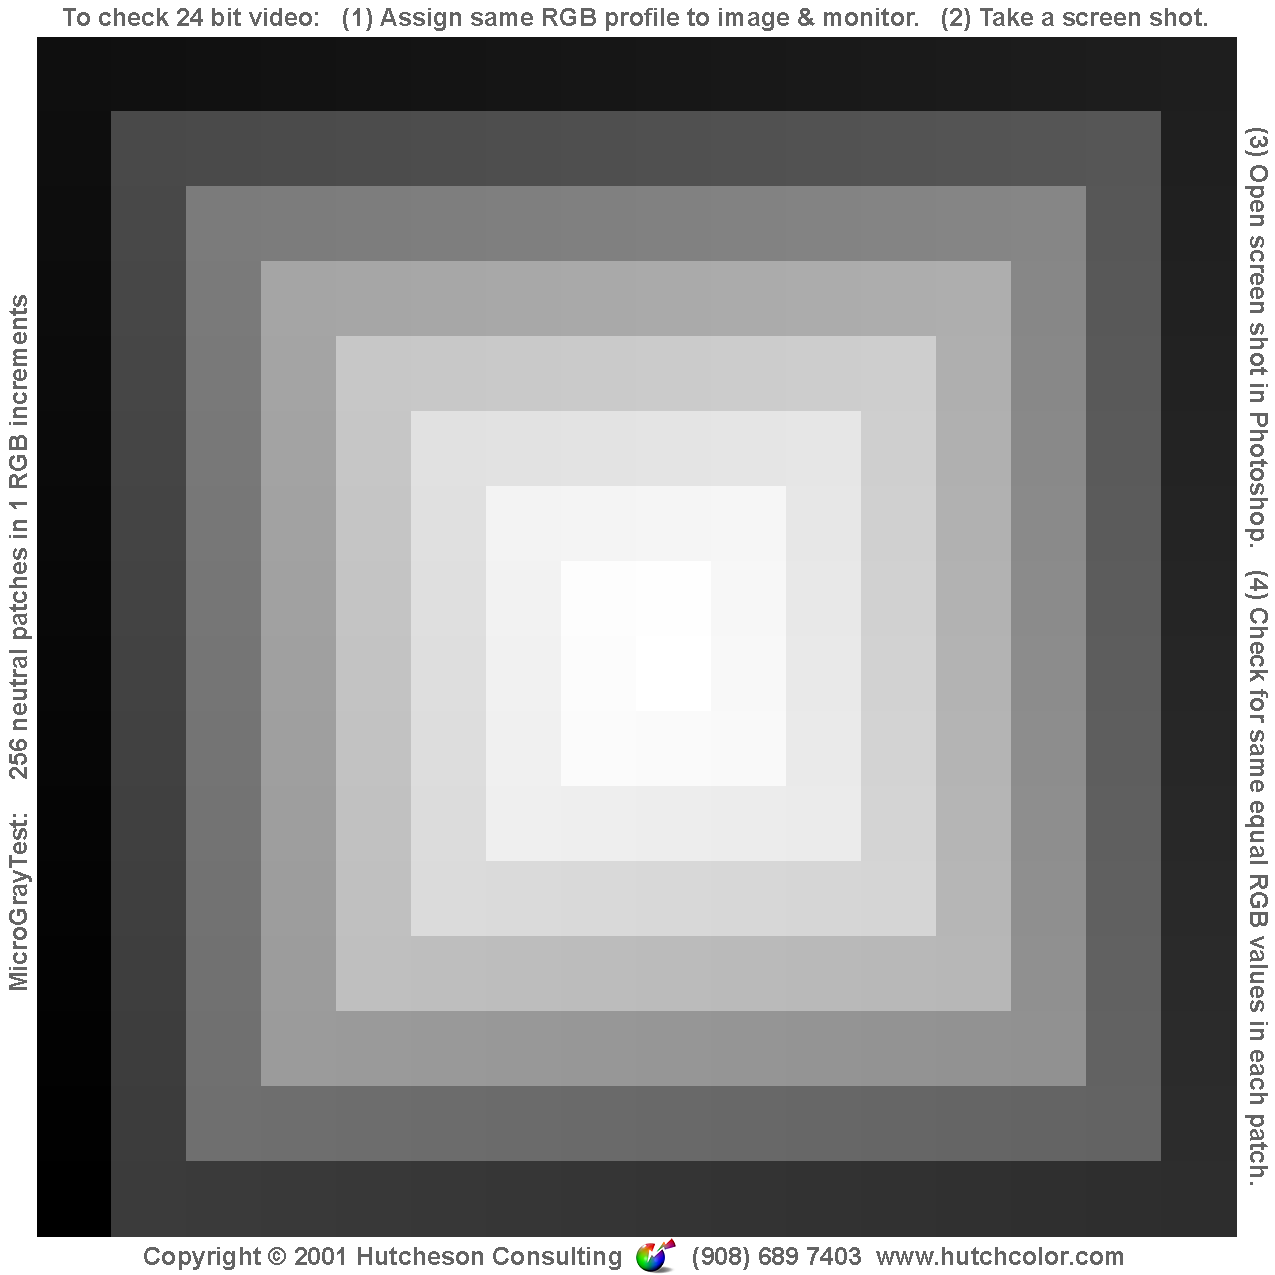 To check 24 bit video: (1) Assign same RGB profile to image & monitor. (2) Take a screen shot.
(3) Open screen shot in Photoshop. (4) Check for same equal RGB values in each patch.
MicroGrayTest: 256 neutral patches in 1 RGB increments
Copyright © 2001 Hutcheson Consulting (908) 689 7403 www.hutchcolor.com